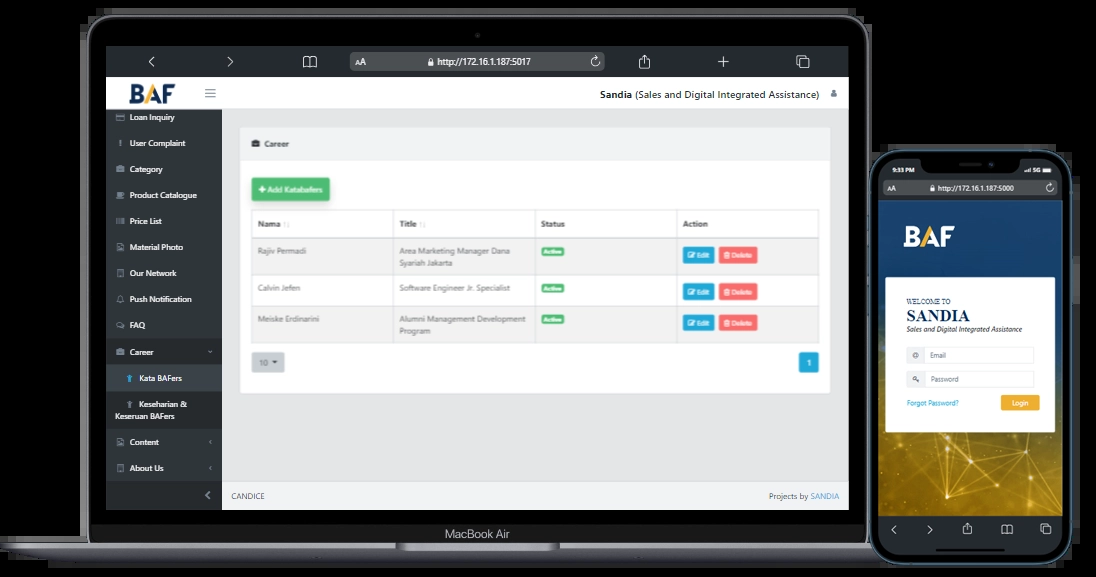 AA http://172.16.1.187:5017
BAF
Sandia (Sales and Digital Integrated Assistance)
Loan Inquiry
User Complaint
Category
Product Catalogue
Price List
Material Photo
Our Network
Push Notification
FAQ
Career
Kata BAFers
Keseharian &
Keseruan BAFers
Content
About Us
Career
+ Add Katabafers
Nama Title Status Action
Rajiv Permadi Area Marketing Manager Dana Active Edit Delete
Syariah Jakarta
Calvin Jefen Software Engineer Jr. Specialist Active Edit Delete
Meiske Erdinarini Alumni Management Development Active Edit Delete
Program
10 1
CANDICE Projects by SANDIA
MacBook Air
9:33 PM 5G
AA http://172.16.1.187:5000
BAF
WELCOME TO
SANDIA
Sales and Digital Integrated Assistance
@ Email
Password
Forgot Password? Login